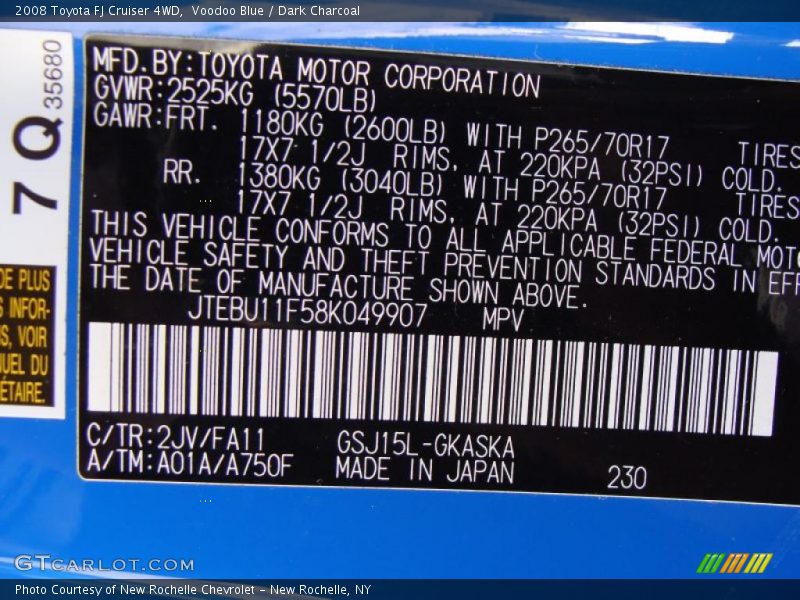 2008 Toyota FJ Cruiser 4WD,  Voodoo Blue / Dark Charcoal
7 Q 35680
DE PLUS
INFOR-
VOIR
UEL DU
ÉTAIRE.
MFD. BY: TOYOTA MOTOR CORPORATION
GVWR: 2525KG (5570LB)
GAWR: FRT. 1180KG (2600LB) WITH P265/70R17 TIRES
17X7 1/2J RIMS, AT 220KPA (32PSI) COLD.
RR. 1380KG (3040LB) WITH P265/70R17 TIRES
17X7 1/2J RIMS, AT 220KPA (32PSI) COLD.
THIS VEHICLE CONFORMS TO ALL APPLICABLE FEDERAL MOTO
VEHICLE SAFETY AND THEFT PREVENTION STANDARDS IN EFF
THE DATE OF MANUFACTURE SHOWN ABOVE.
JTEBU11F58K049907 MPV
C/TR: 2JV/FA11 GSJ15L-GKASKA
A/TM: A01A/A750F MADE IN JAPAN 230
GTCARLOT.COM
Photo Courtesy of New Rochelle Chevrolet – New Rochelle, NY